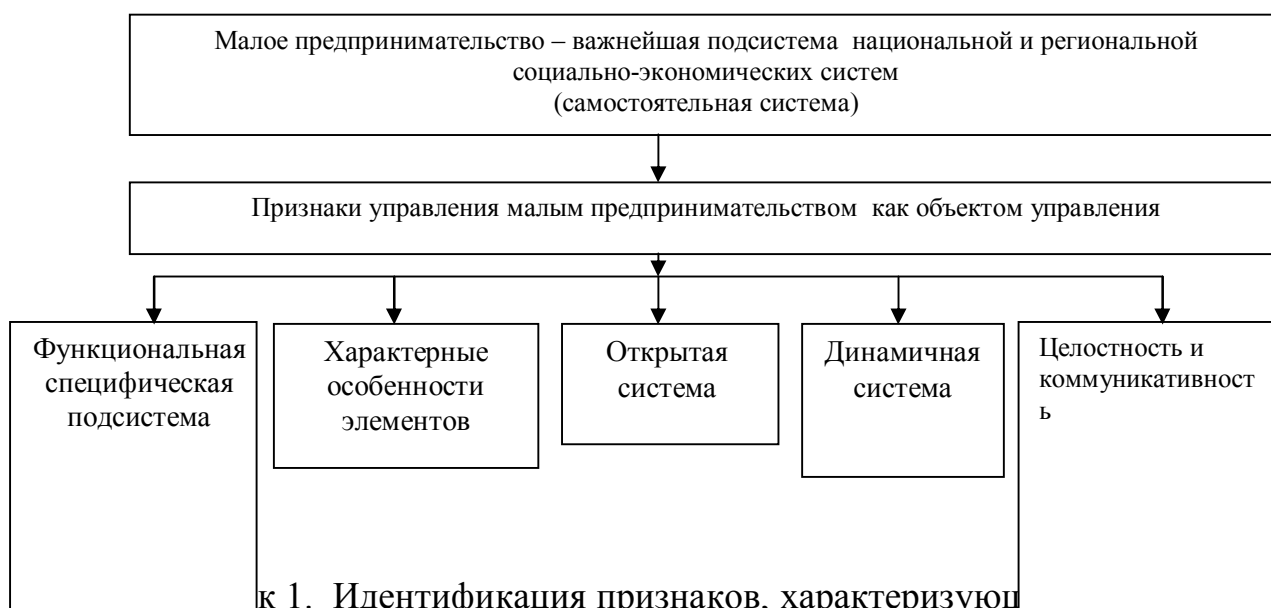 Малое предпринимательство – важнейшая подсистема национальной и региональной
социально-экономических систем
(самостоятельная система)
Признаки управления малым предпринимательством как объектом управления
Функциональная
специфическая
подсистема
Характерные
особенности
элементов
Открытая
система
Динамичная
система
Целостность и
коммуникативност
ь
к 1. Идентификация признаков,